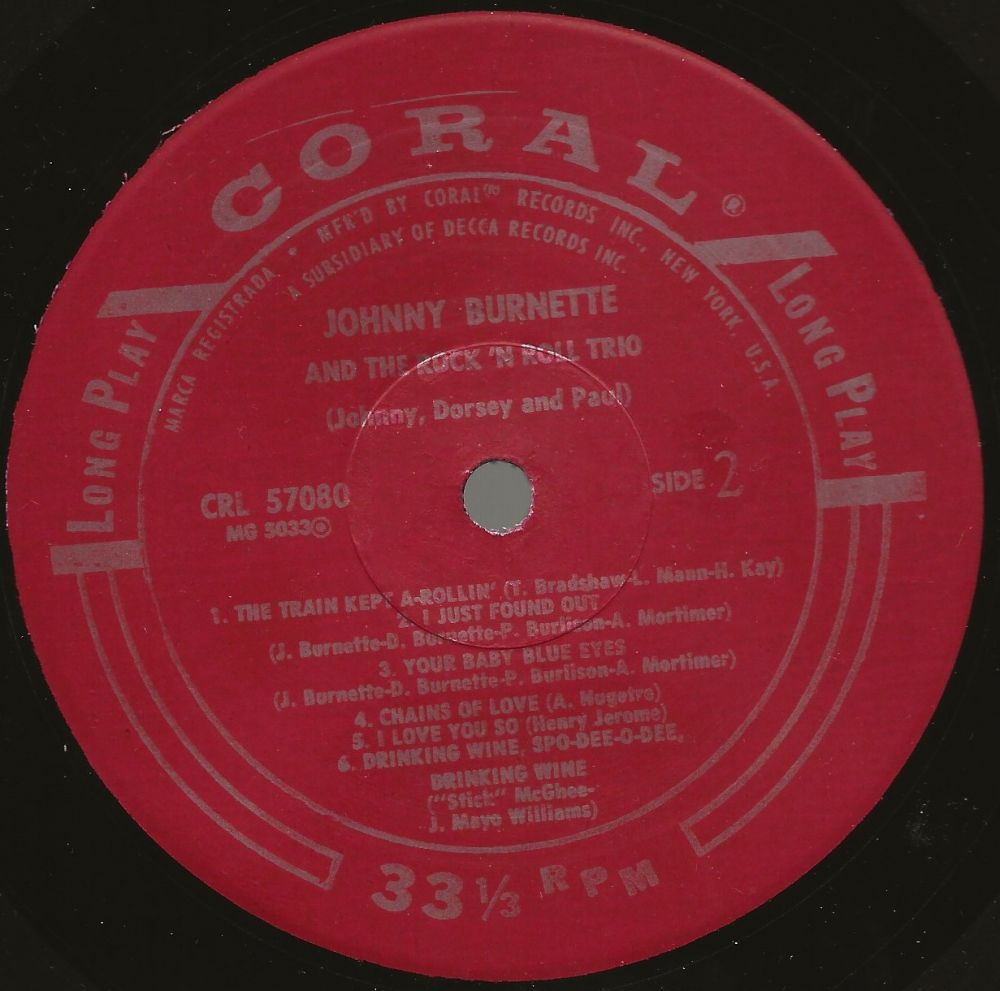 CORAL®
MFR'D BY CORAL® RECORDS INC., NEW YORK, U.S.A.
MARCA REGISTRADA •
A SUBSIDIARY OF DECCA RECORDS INC.
LONG PLAY
LONG PLAY
JOHNNY BURNETTE
AND THE ROCK 'N ROLL TRIO
(Johnny, Dorsey and Paul)
CRL 57080
SIDE 2
MG 5033
1. THE TRAIN KEPT A-ROLLIN' (T. Bradshaw-L. Mann-H. Kay)
2. I JUST FOUND OUT
(J. Burnette-D. Burnette-P. Burlison-A. Mortimer)
3. YOUR BABY BLUE EYES
(J. Burnette-D. Burnette-P. Burlison-A. Mortimer)
4. CHAINS OF LOVE (A. Nugetre)
5. I LOVE YOU SO (Henry Jerome)
6. DRINKING WINE, SPO-DEE-O-DEE,
DRINKING WINE
("Stick" McGhee-
J. Mayo Williams)
33 1/3 RPM